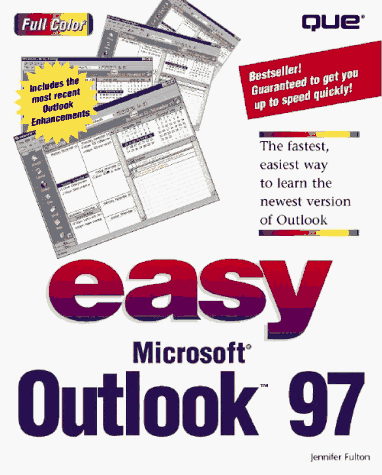 Full Color
QUE®
Includes the
most recent
Outlook
Enhancements
Bestseller!
Guaranteed to get you
up to speed quickly!
The fastest,
easiest way
to learn the
newest version
of Outlook
easy
Microsoft®
Outlook™ 97
Jennifer Fulton